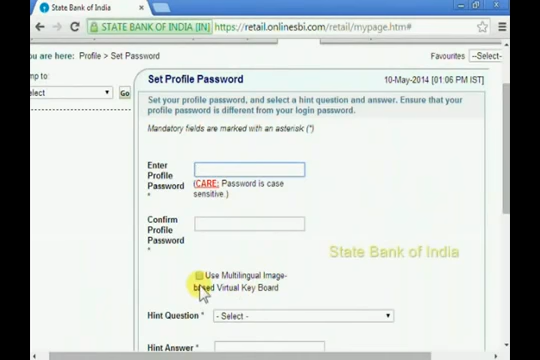 State Bank of India
STATE BANK OF INDIA [IN] https://retail.onlinesbi.com/retail/mypage.htm#
You are here: Profile > Set Password
Favourites --Select-
Jump to:
Select
Go
Set Profile Password
10-May-2014 [01:06 PM IST]
Set your profile password, and select a hint question and answer. Ensure that your
profile password is different from your login password.
Mandatory fields are marked with an asterisk (*)
Enter
Profile
Password
*
(CARE: Password is case
sensitive.)
Confirm
Profile
Password
*
State Bank of India
Use Multilingual Image-
based Virtual Key Board
Hint Question *
- Select -
Hint Answer *